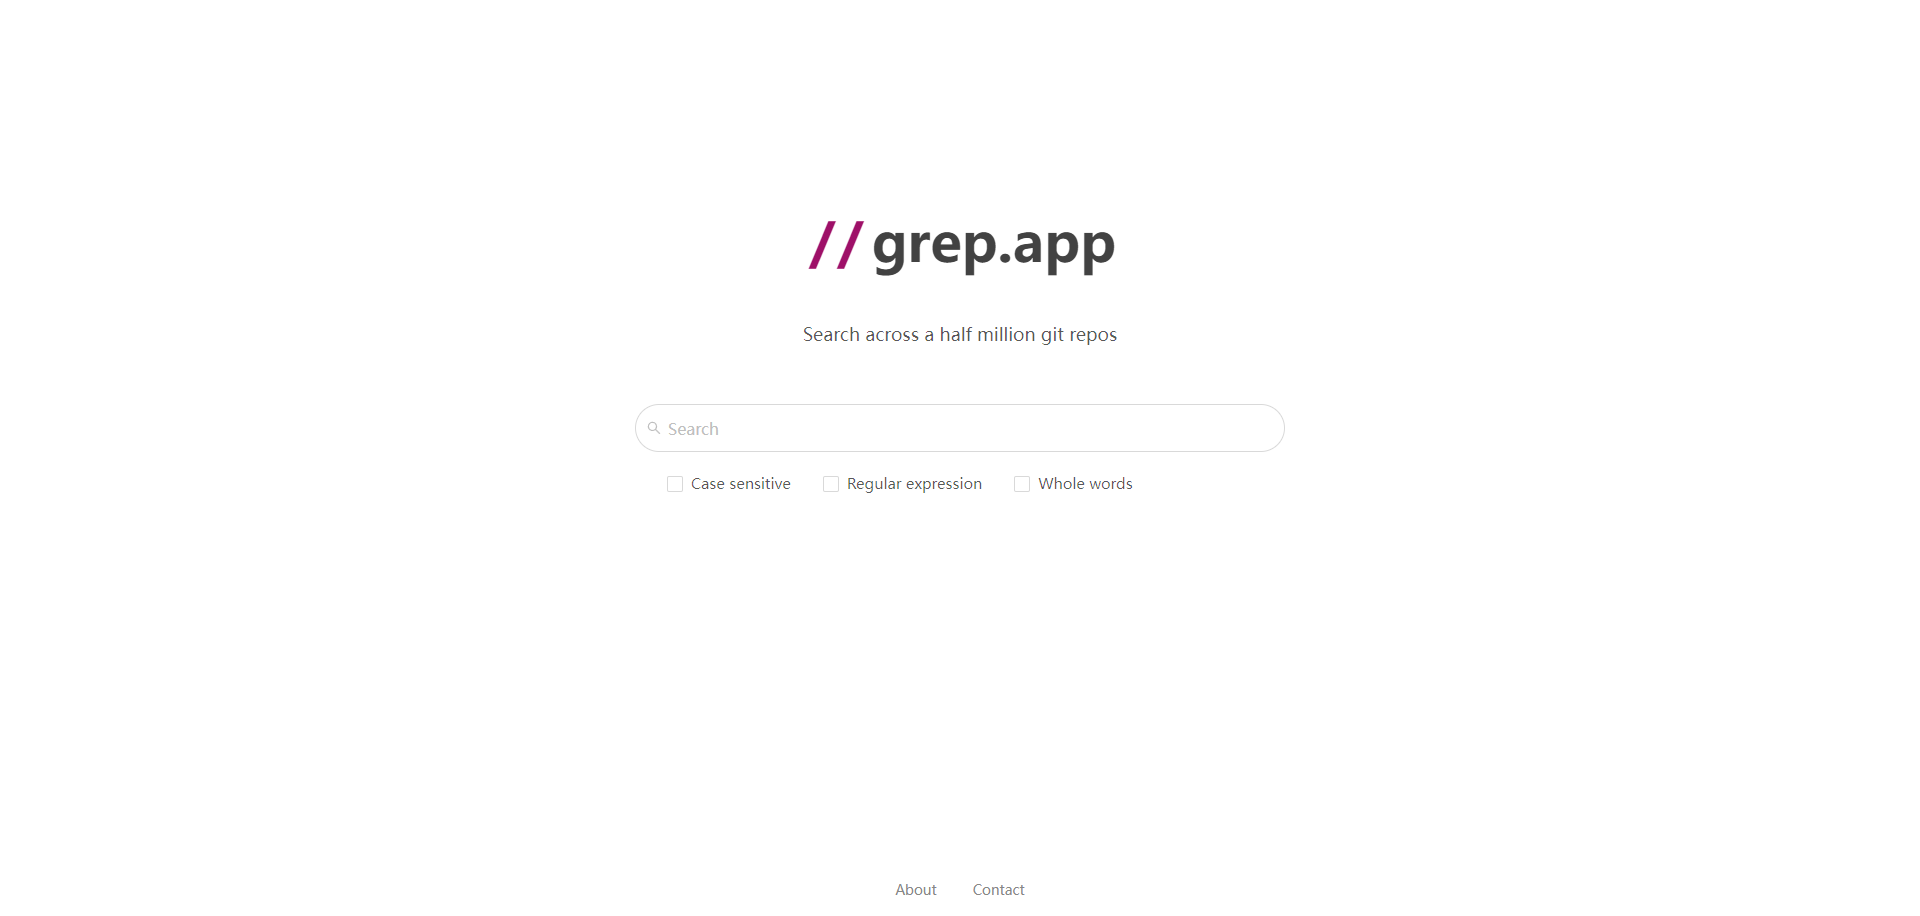 // grep.app
Search across a half million git repos
Search
Case sensitive Regular expression Whole words
About Contact